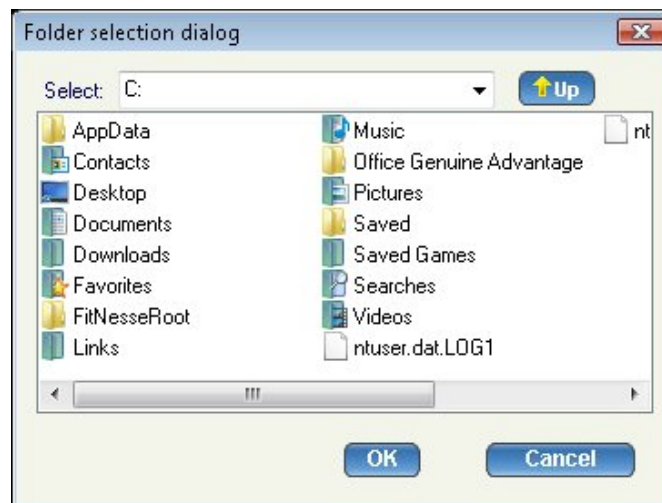 Folder selection dialog
Select: C: Up
AppData
Contacts
Desktop
Documents
Downloads
Favorites
FitNesseRoot
Links
Music
Office Genuine Advantage
Pictures
Saved
Saved Games
Searches
Videos
ntuser.dat.LOG1
nt
OK Cancel